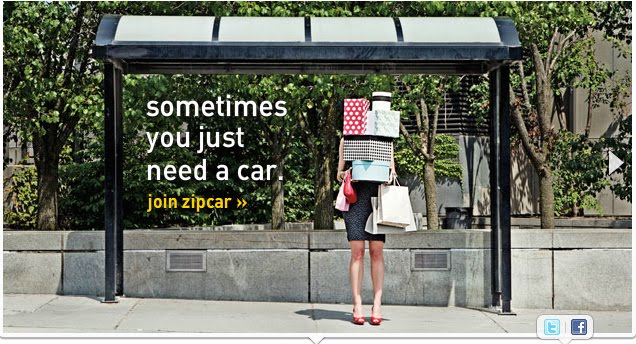 sometimes
you just
need a car.
join zipcar »